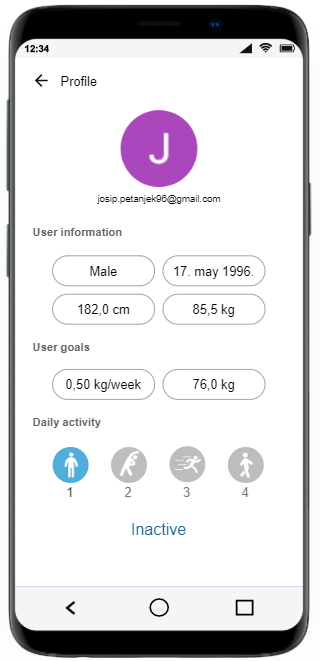 12:34
Profile
J
josip.petanjek96@gmail.com
User information
Male 17. may 1996.
182,0 cm 85,5 kg
User goals
0,50 kg/week 76,0 kg
Daily activity
1 2 3 4
Inactive